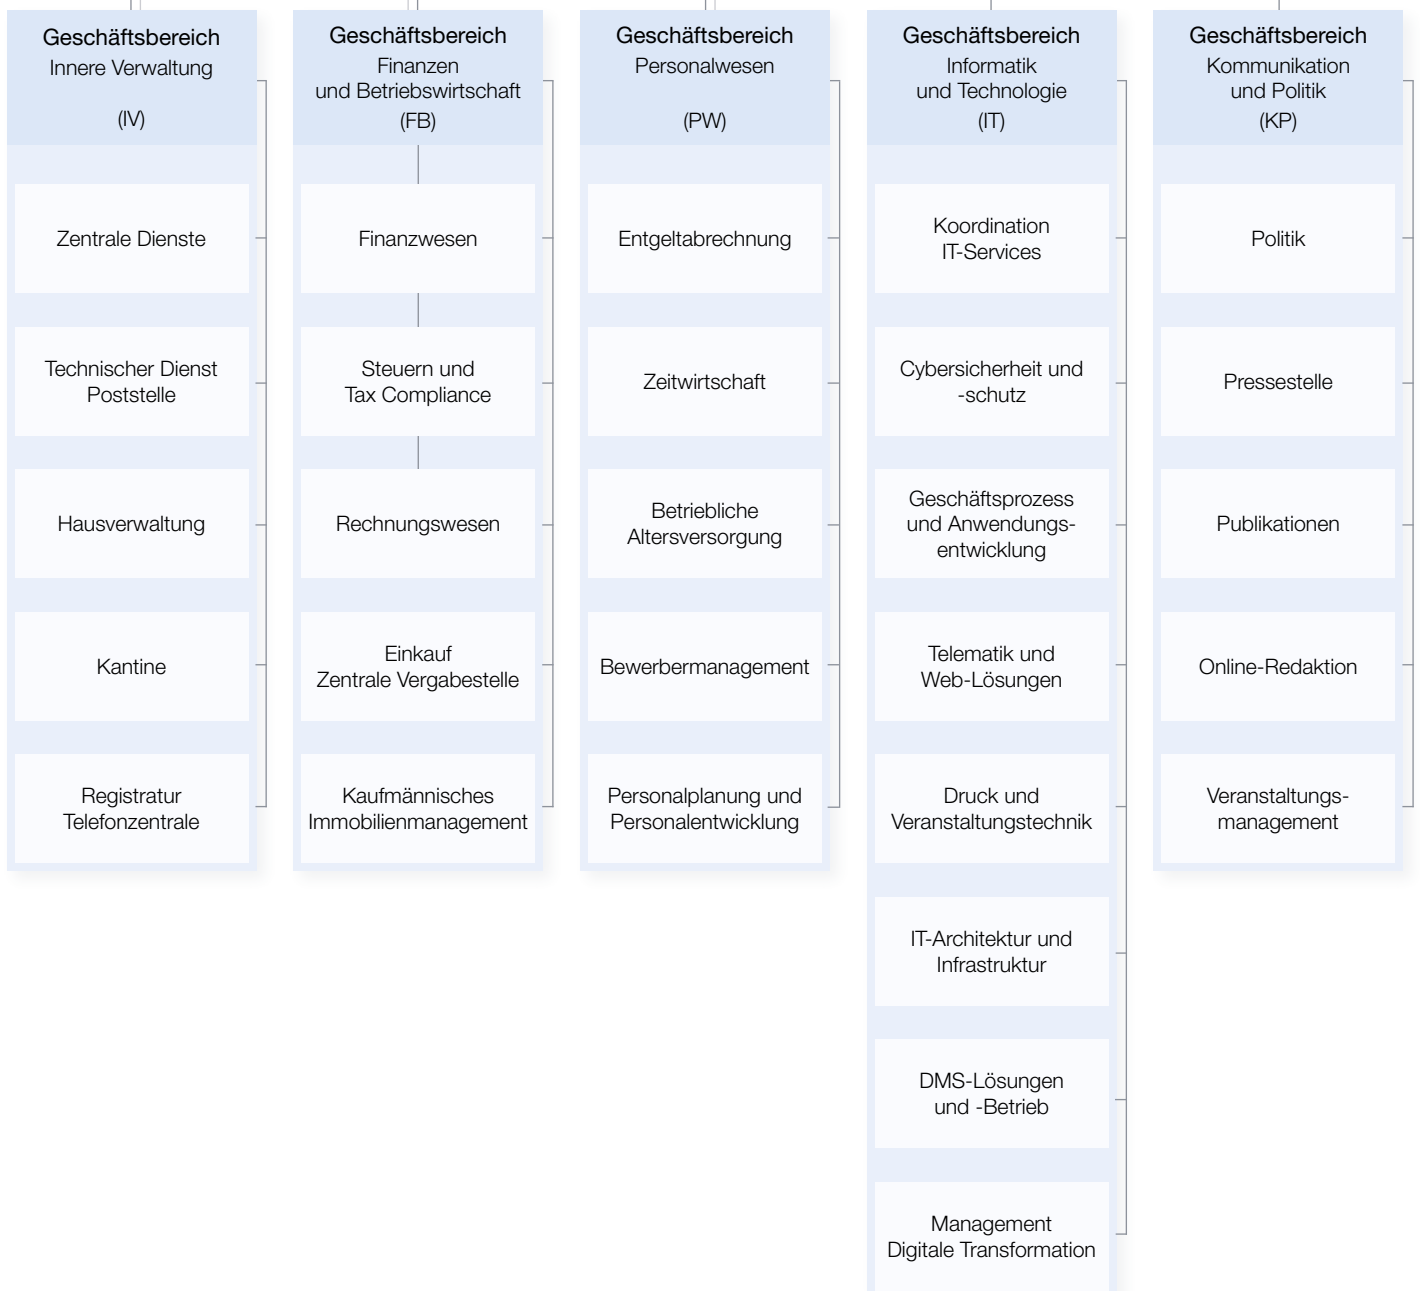 Geschäftsbereich
Innere Verwaltung
(IV)
Zentrale Dienste
Technischer Dienst
Poststelle
Hausverwaltung
Kantine
Registratur
Telefonzentrale
Geschäftsbereich
Finanzen
und Betriebswirtschaft
(FB)
Finanzwesen
Steuern und
Tax Compliance
Rechnungswesen
Einkauf
Zentrale Vergabestelle
Kaufmännisches
Immobilienmanagement
Geschäftsbereich
Personalwesen
(PW)
Entgeltabrechnung
Zeitwirtschaft
Betriebliche
Altersversorgung
Bewerbermanagement
Personalplanung und
Personalentwicklung
Geschäftsbereich
Informatik
und Technologie
(IT)
Koordination
IT-Services
Cybersicherheit und
-schutz
Geschäftsprozess
und Anwendungs-
entwicklung
Telematik und
Web-Lösungen
Druck und
Veranstaltungstechnik
IT-Architektur und
Infrastruktur
DMS-Lösungen
und -Betrieb
Management
Digitale Transformation
Geschäftsbereich
Kommunikation
und Politik
(KP)
Politik
Pressestelle
Publikationen
Online-Redaktion
Veranstaltungs-
management